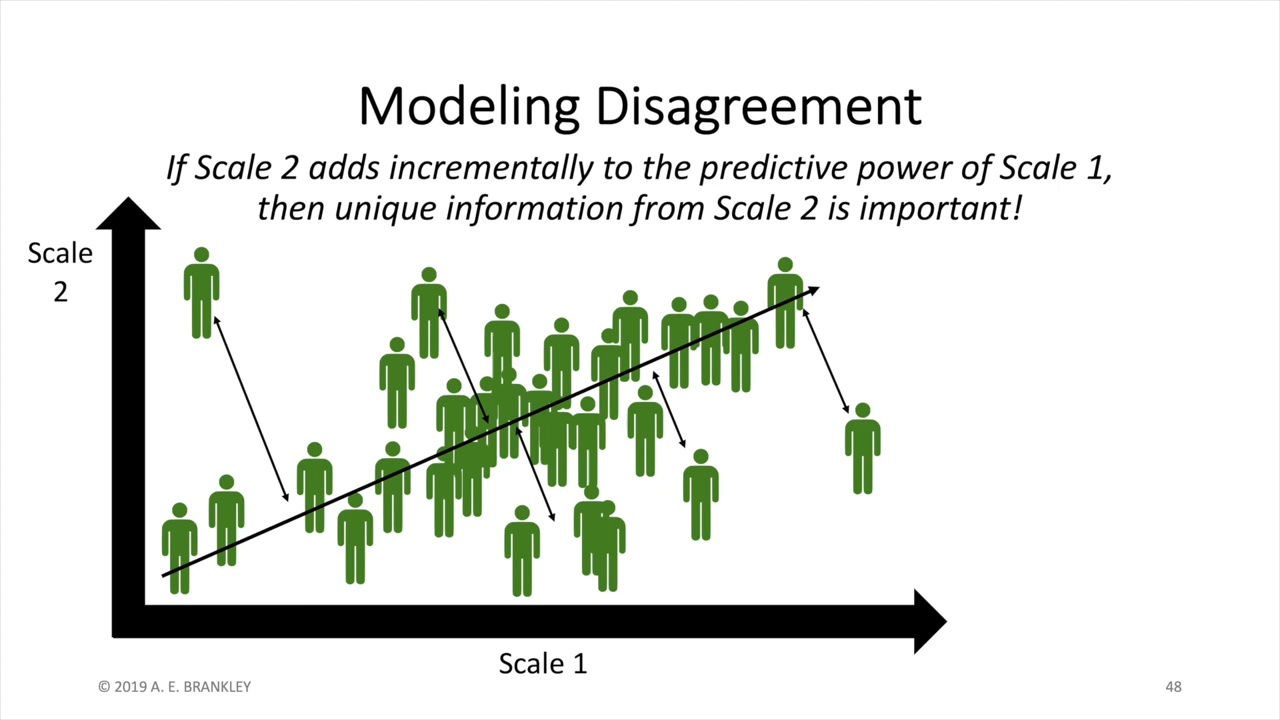 Modeling Disagreement
If Scale 2 adds incrementally to the predictive power of Scale 1,
then unique information from Scale 2 is important!
Scale
2
Scale 1
© 2019 A. E. BRANKLEY
48